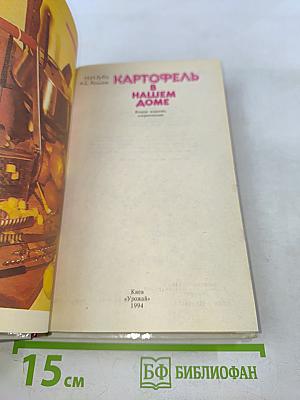 КАРТОФЕЛЬ
В
НАШЕМ
ДОМЕ
Киев
«Урожай»
1994
15 см
БФ БИБЛИОФАН